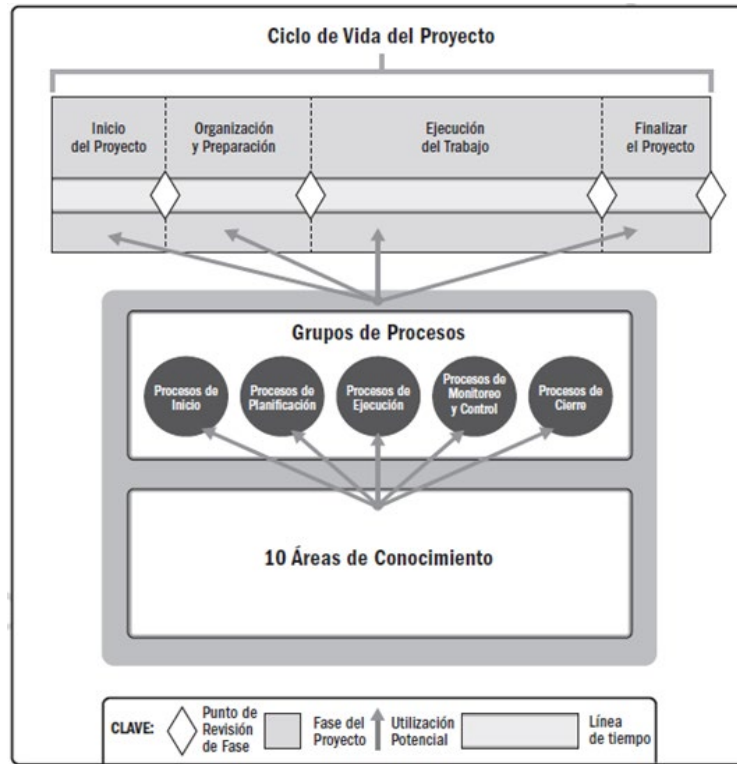 Ciclo de Vida del Proyecto
Inicio
del Proyecto
Organización
y Preparación
Ejecución
del Trabajo
Finalizar
el Proyecto
Grupos de Procesos
Procesos de
Inicio
Procesos de
Planificación
Procesos de
Ejecución
Procesos de
Monitoreo
y Control
Procesos de
Cierre
10 Áreas de Conocimiento
CLAVE:
Punto de
Revisión
de Fase
Fase del
Proyecto
Utilización
Potencial
Línea
de tiempo